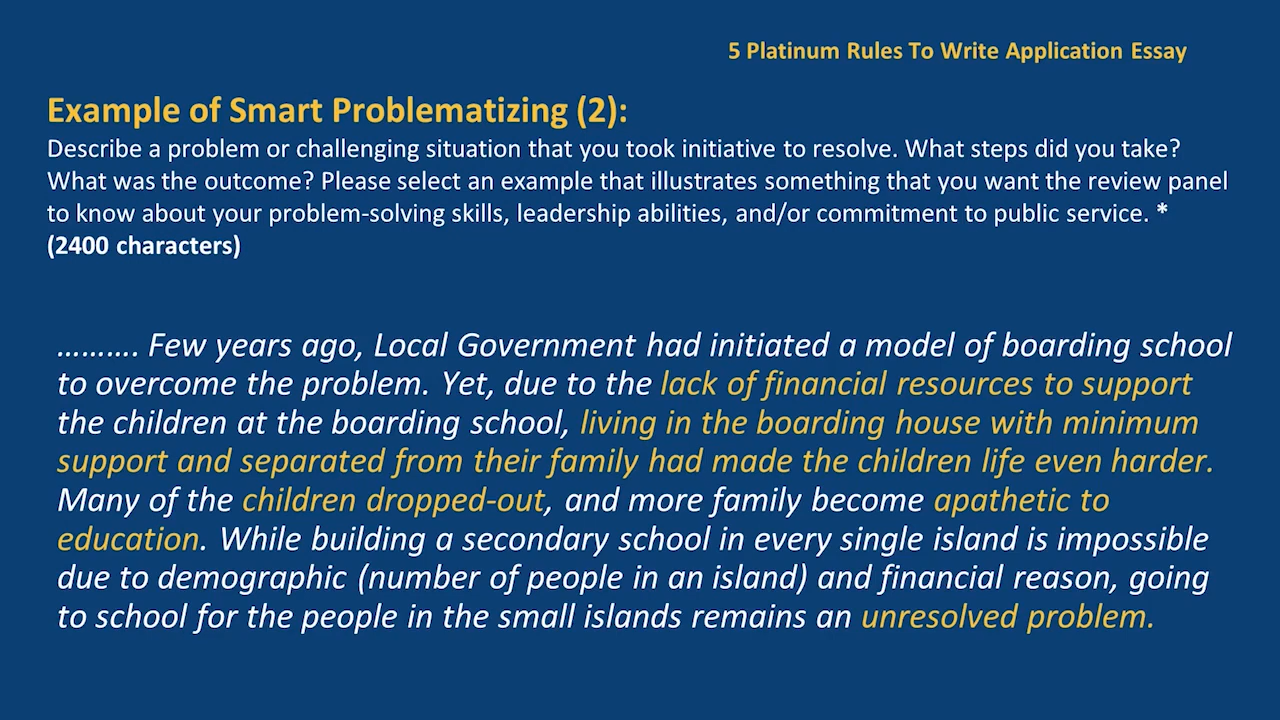 5 Platinum Rules To Write Application Essay
Example of Smart Problematizing (2):
Describe a problem or challenging situation that you took initiative to resolve. What steps did you take?
What was the outcome? Please select an example that illustrates something that you want the review panel
to know about your problem-solving skills, leadership abilities, and/or commitment to public service. *
(2400 characters)
………. Few years ago, Local Government had initiated a model of boarding school
to overcome the problem. Yet, due to the lack of financial resources to support
the children at the boarding school, living in the boarding house with minimum
support and separated from their family had made the children life even harder.
Many of the children dropped-out, and more family become apathetic to
education. While building a secondary school in every single island is impossible
due to demographic (number of people in an island) and financial reason, going
to school for the people in the small islands remains an unresolved problem.